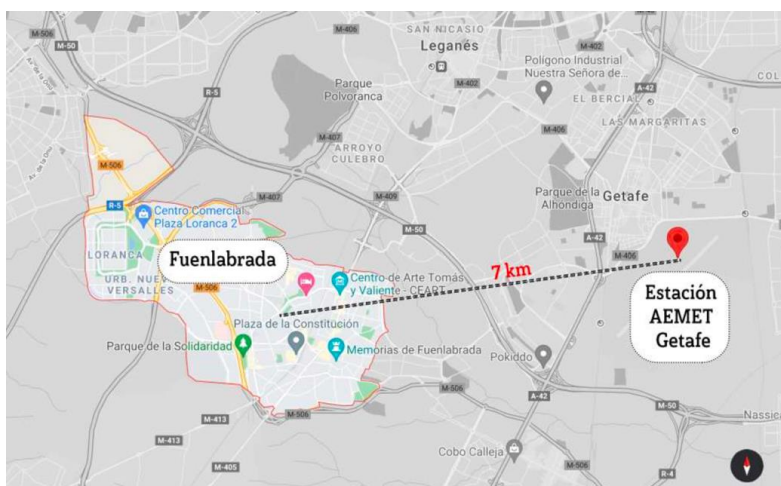 M-506
M-50
M-406
SAN NICASIO
Leganés
M-402
Polígono Industrial
Nuestra Señora de...
COL
R-5
M-402
A-42
EL BERCIAL
Parque
Polvoranca
LAS MARGARITAS
M-406
M-407
ARROYO
CULEBRO
M-506
M-407
M-409
Parque de la
Alhóndiga
Getafe
R-5
Centro Comercial
Plaza Loranca 2
M-50
A-42
M-406
LORANCA
Fuenlabrada
7 km
URB. NUEV
VERSALLES
M-506
Centro de Arte Tomás
y Valiente - CEART
Estación
AEMET
Getafe
Plaza de la Constitución
Parque de la Solidaridad
Memorias de Fuenlabrada
Pokiddo
M-506
A-42
M-50
M-413
M-506
Nassica
M-413
Cobo Calleja
M-405
M-506
R-4